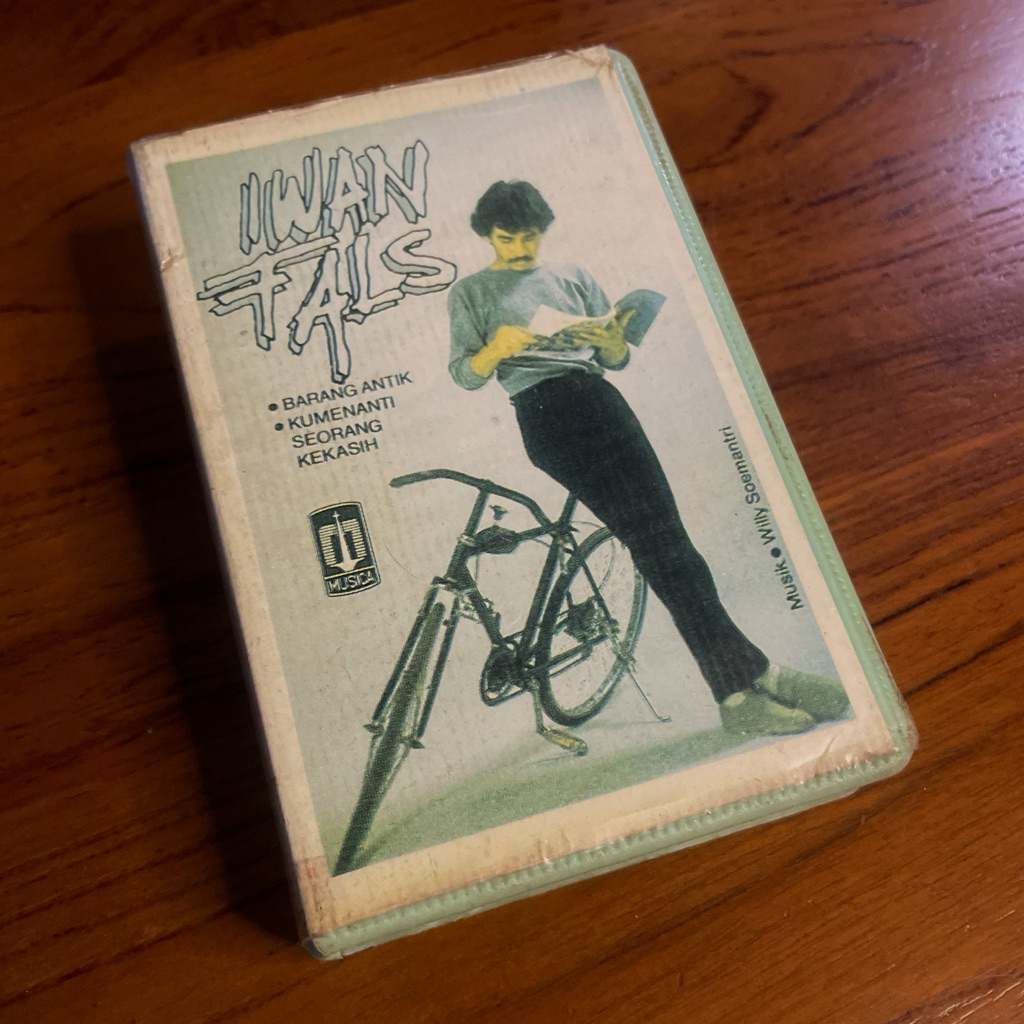 IWAN
FALS
• BARANG ANTIK
• KUMENANTI
SEORANG
KEKASIH
MUSICA
Musik • Willy Soemantri